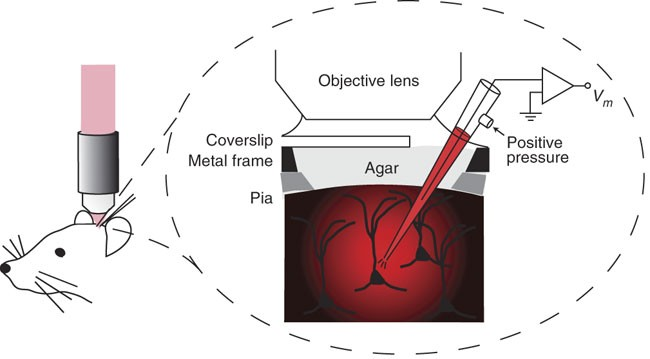 Objective lens
Coverslip
Metal frame
Agar
Pia
Positive
pressure
Vm